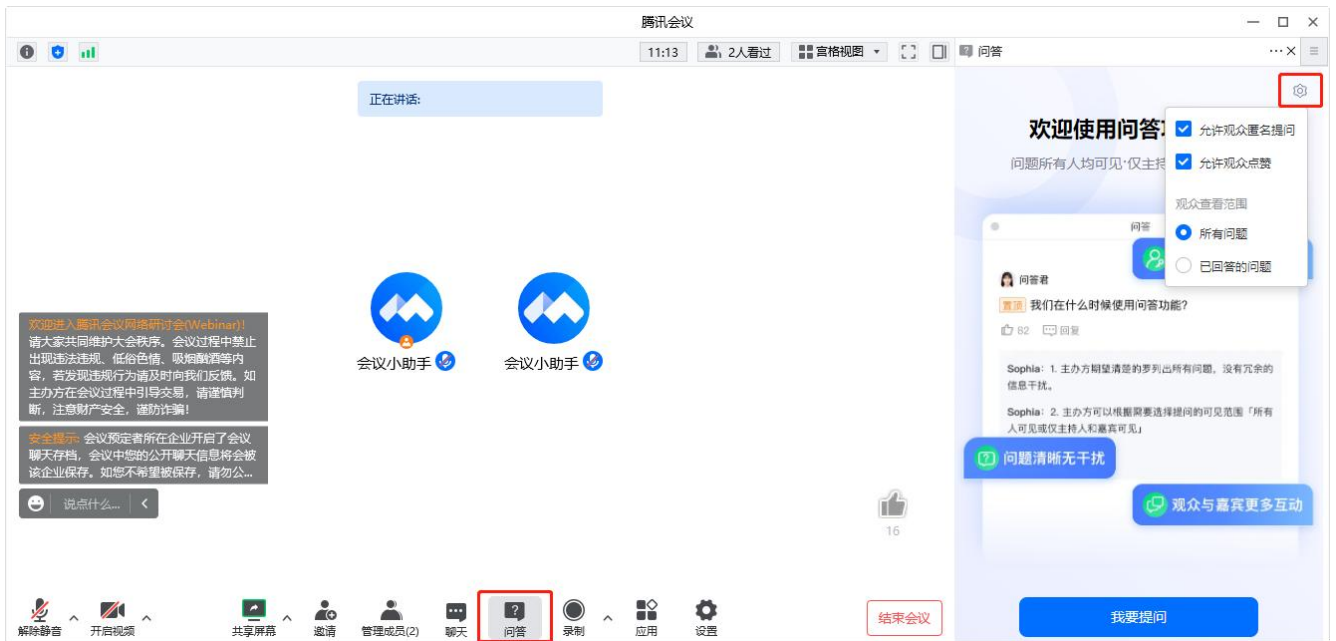 腾讯会议
11:13
2人看过
宫格视图
问答
正在讲话:
会议小助手
会议小助手
欢迎进入腾讯会议网络研讨会(Webinar)!
请大家共同维护大会秩序。会议过程中禁止
出现违法违规、低俗色情、吸烟酗酒等内
容，若发现违规行为请及时向我们反馈。如
主办方在会议过程中引导交易，请谨慎判
断，注意财产安全，谨防诈骗!
安全提示: 会议预定者所在企业开启了会议
聊天存档，会议中您的公开聊天信息将会被
该企业保存。如您不希望被保存，请勿公...
说点什么...
16
解除静音
开启视频
共享屏幕
邀请
管理成员(2)
聊天
问答
录制
应用
设置
结束会议
欢迎使用问答
问题所有人均可见·仅主持
允许观众匿名提问
允许观众点赞
观众查看范围
所有问题
已回答的问题
问答
问答君
置顶 我们在什么时候使用问答功能?
82 回复
Sophia: 1. 主办方期望清楚的罗列出所有问题，没有冗余的
信息干扰。
Sophia: 2. 主办方可以根据需要选择提问的可见范围「所有
人可见或仅主持人和嘉宾可见」
问题清晰无干扰
观众与嘉宾更多互动
我要提问